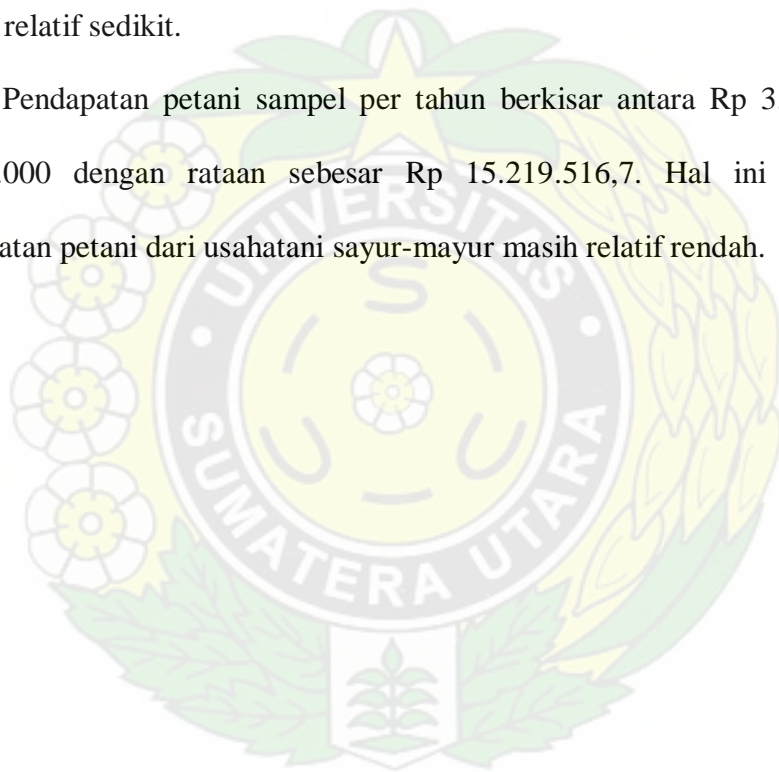 relatif sedikit.
Pendapatan petani sampel per tahun berkisar antara Rp 3
.000 dengan rataan sebesar Rp 15.219.516,7. Hal ini
atan petani dari usahatani sayur-mayur masih relatif rendah.
UNIVERSITAS
S
U U
SUMATERA UTARA